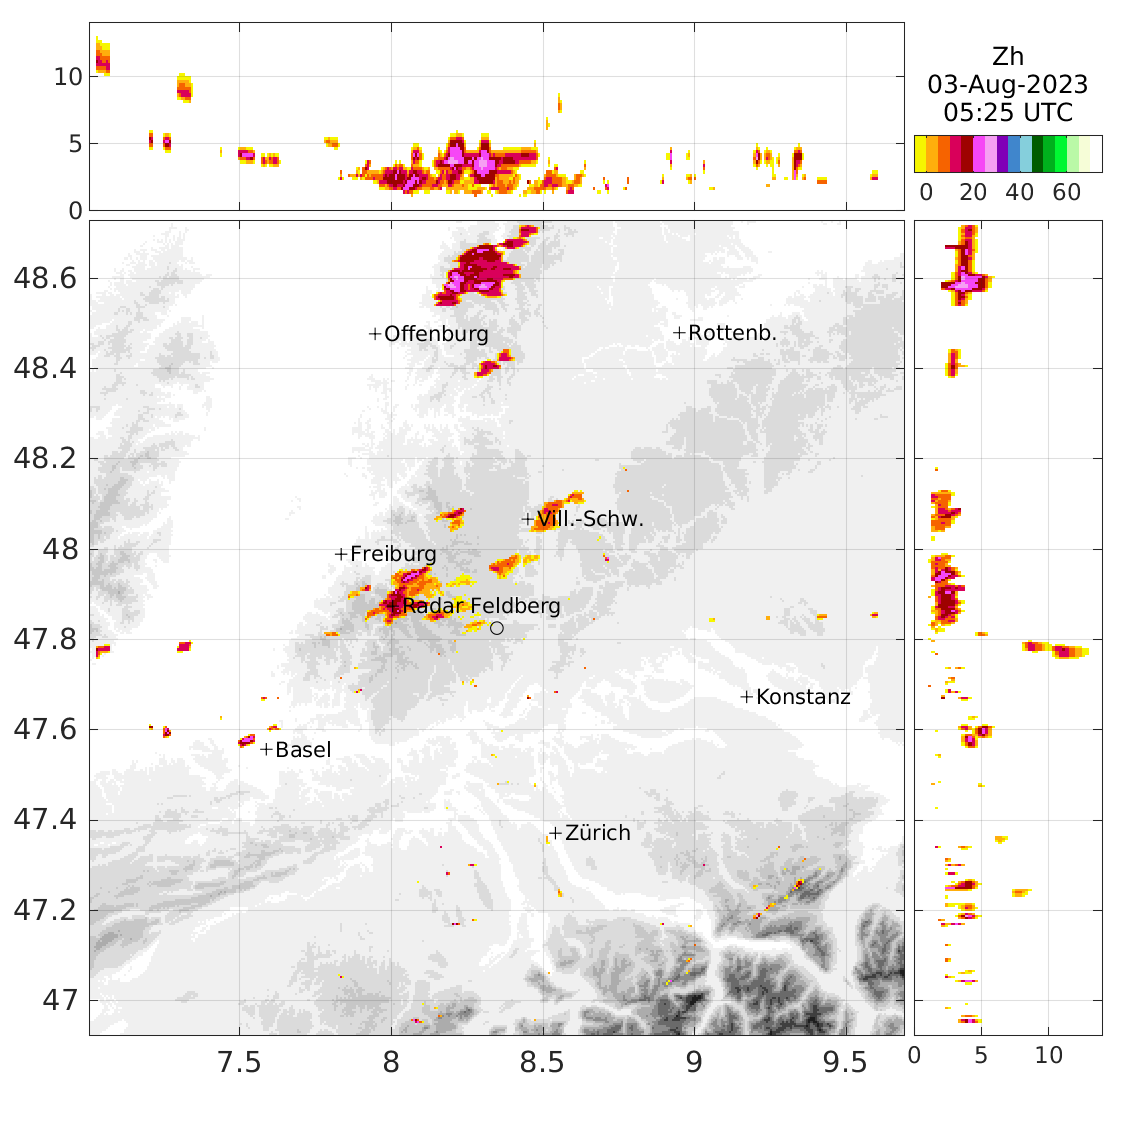 Zh
03-Aug-2023
05:25 UTC
0 20 40 60
10
5
0
48.6
48.4
48.2
48
47.8
47.6
47.4
47.2
47
+Offenburg
+Rottenb.
+Vill.-Schw.
+Freiburg
+Radar Feldberg
+Konstanz
+Basel
+Zürich
7.5 8 8.5 9 9.5
0 5 10